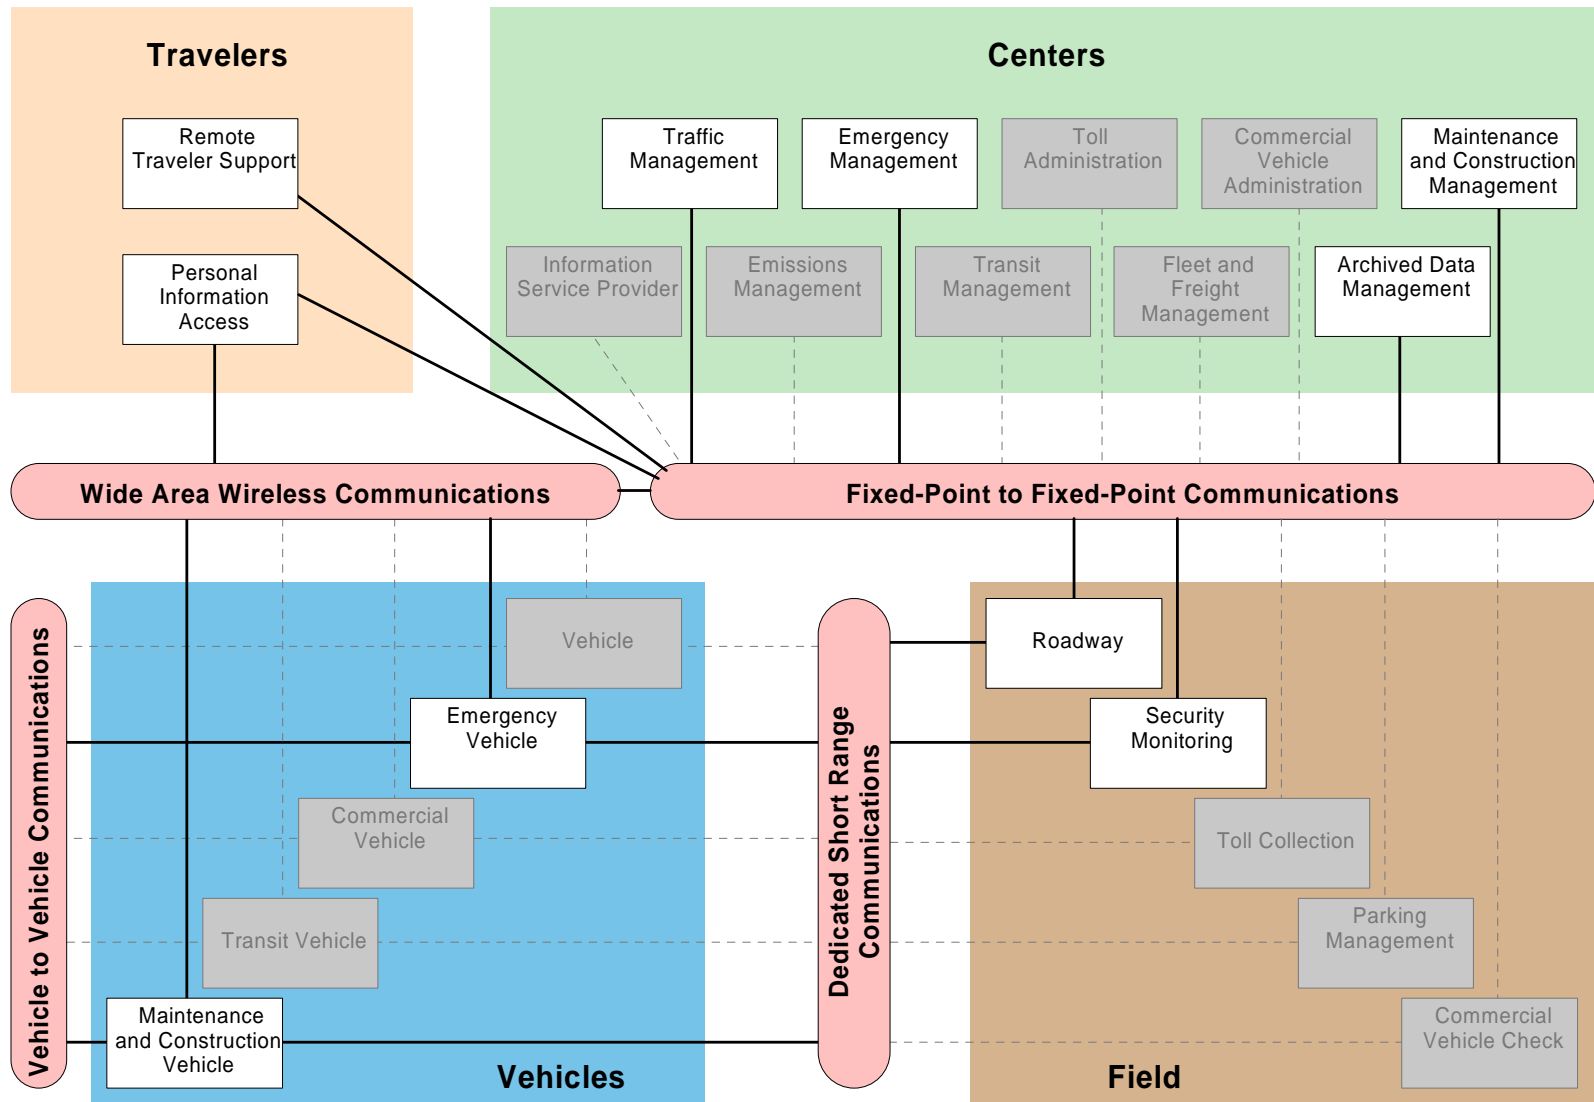 Travelers
Centers
Remote
Traveler Support
Traffic
Management
Emergency
Management
Toll
Administration
Commercial
Vehicle
Administration
Maintenance
and Construction
Management
Personal
Information
Access
Information
Service Provider
Emissions
Management
Transit
Management
Fleet and
Freight
Management
Archived Data
Management
Wide Area Wireless Communications
Fixed-Point to Fixed-Point Communications
Vehicle to Vehicle Communications
Vehicle
Emergency
Vehicle
Commercial
Vehicle
Transit Vehicle
Maintenance
and Construction
Vehicle
Vehicles
Dedicated Short Range
Communications
Roadway
Security
Monitoring
Toll Collection
Parking
Management
Commercial
Vehicle Check
Field